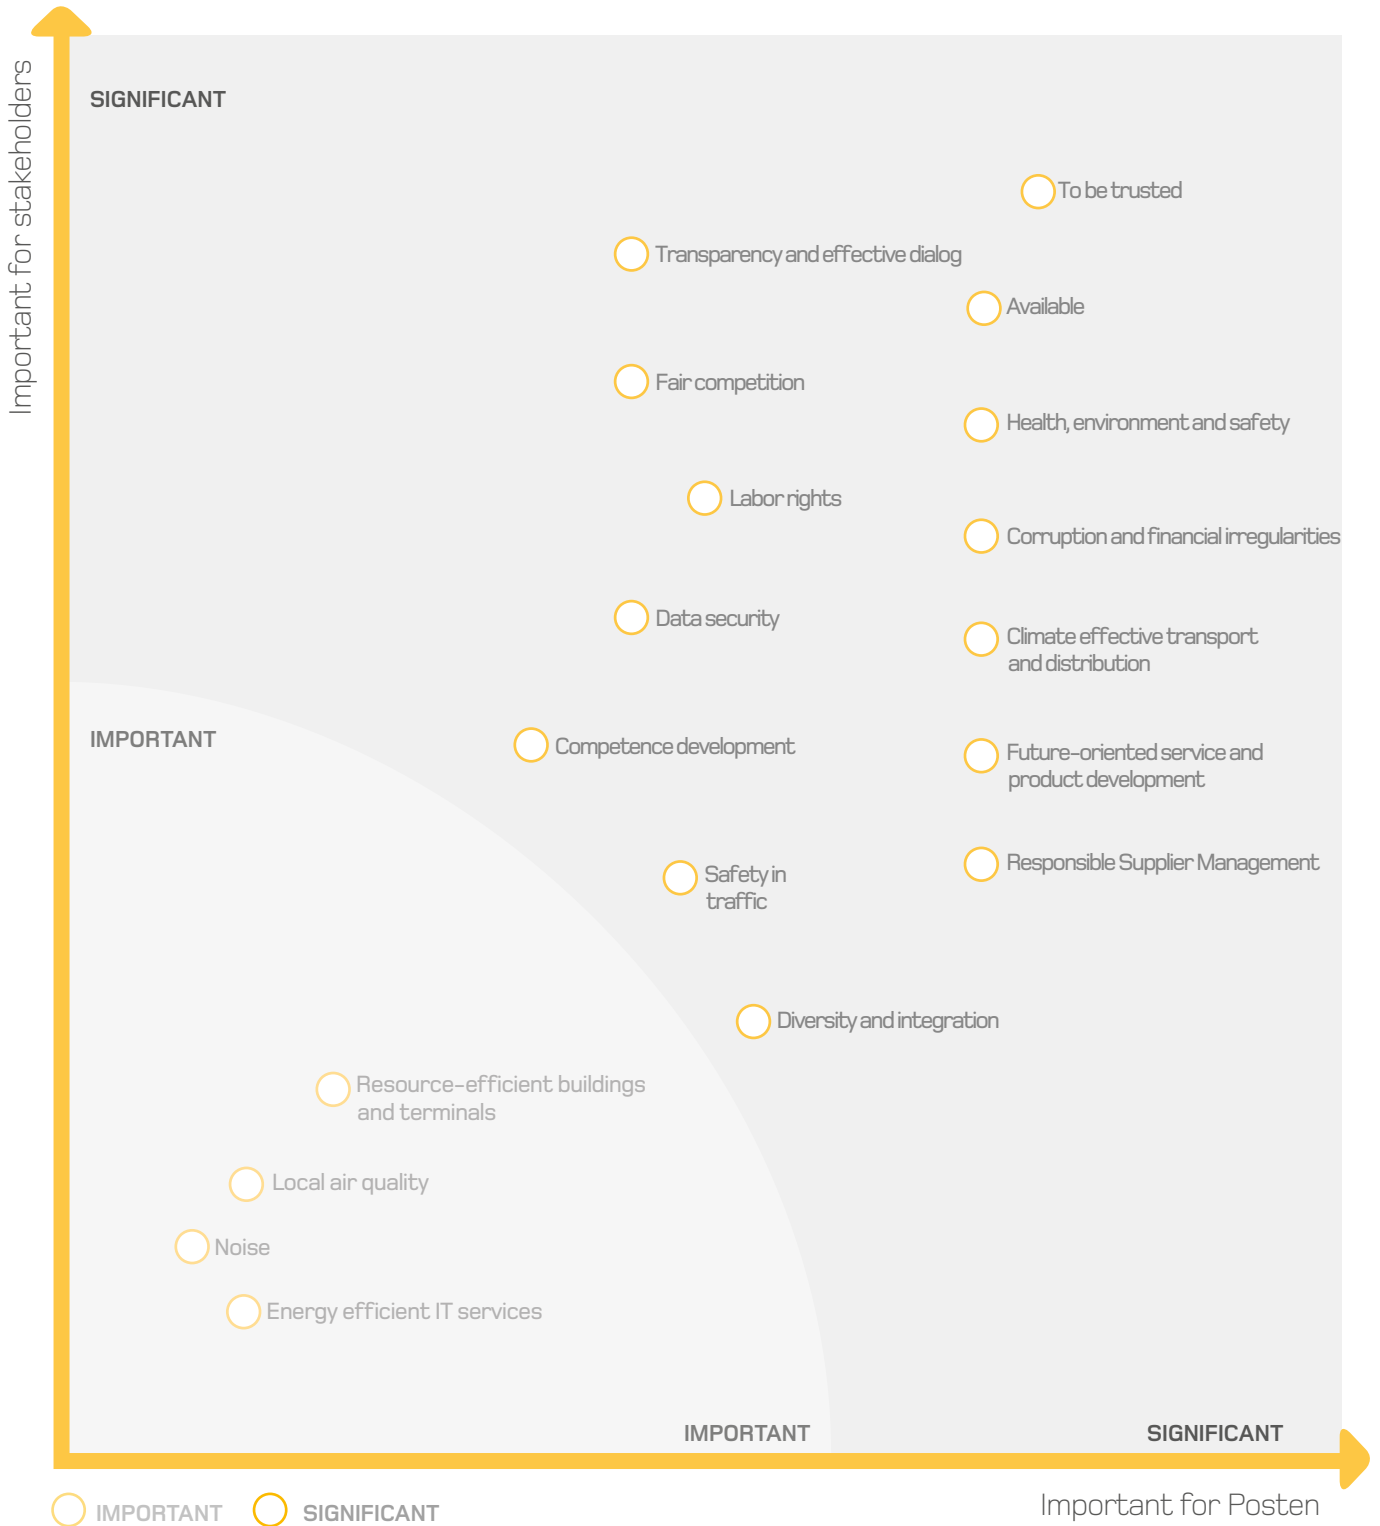 Important for stakeholders
SIGNIFICANT
To be trusted
Transparency and effective dialog
Available
Fair competition
Health, environment and safety
Labor rights
Corruption and financial irregularities
Data security
Climate effective transport
and distribution
IMPORTANT
Competence development
Future-oriented service and
product development
Responsible Supplier Management
Safety in
traffic
Diversity and integration
Resource-efficient buildings
and terminals
Local air quality
Noise
Energy efficient IT services
IMPORTANT
SIGNIFICANT
Important for Posten
IMPORTANT
SIGNIFICANT